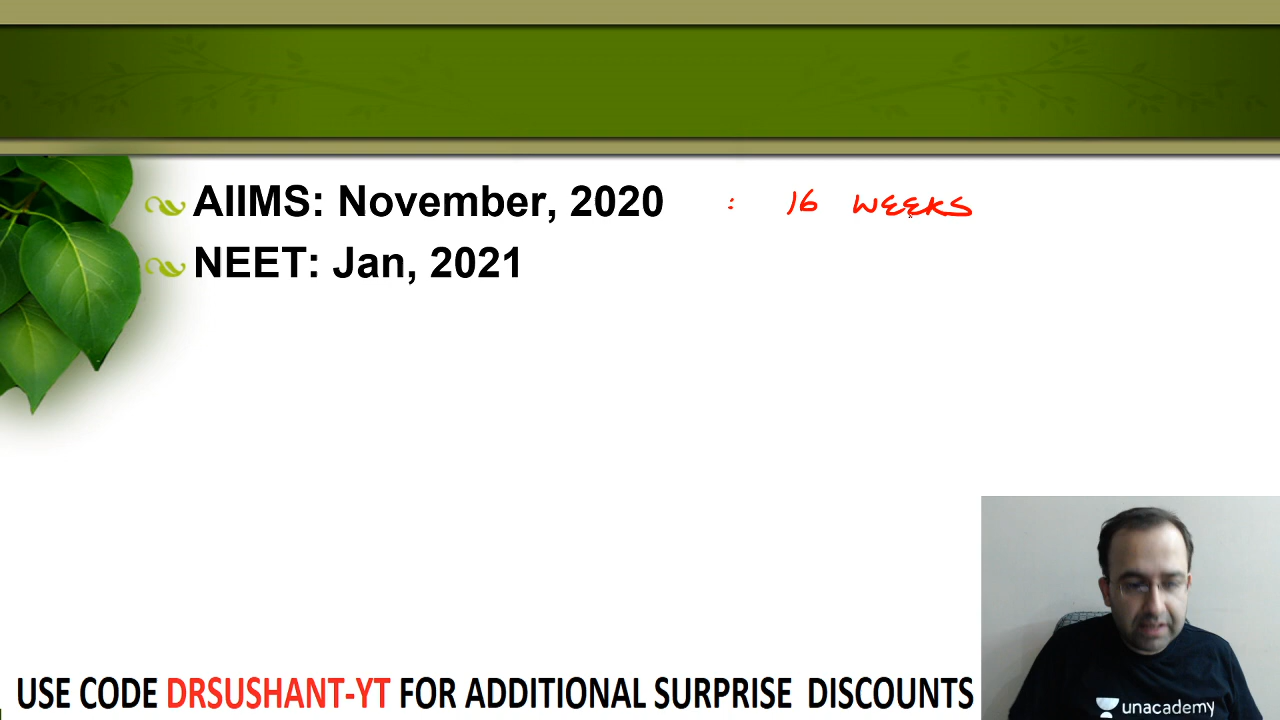 AIIMS: November, 2020 : 16 WEEKS
NEET: Jan, 2021
unacademy
USE CODE DRSUSHANT-YT FOR ADDITIONAL SURPRISE DISCOUNTS